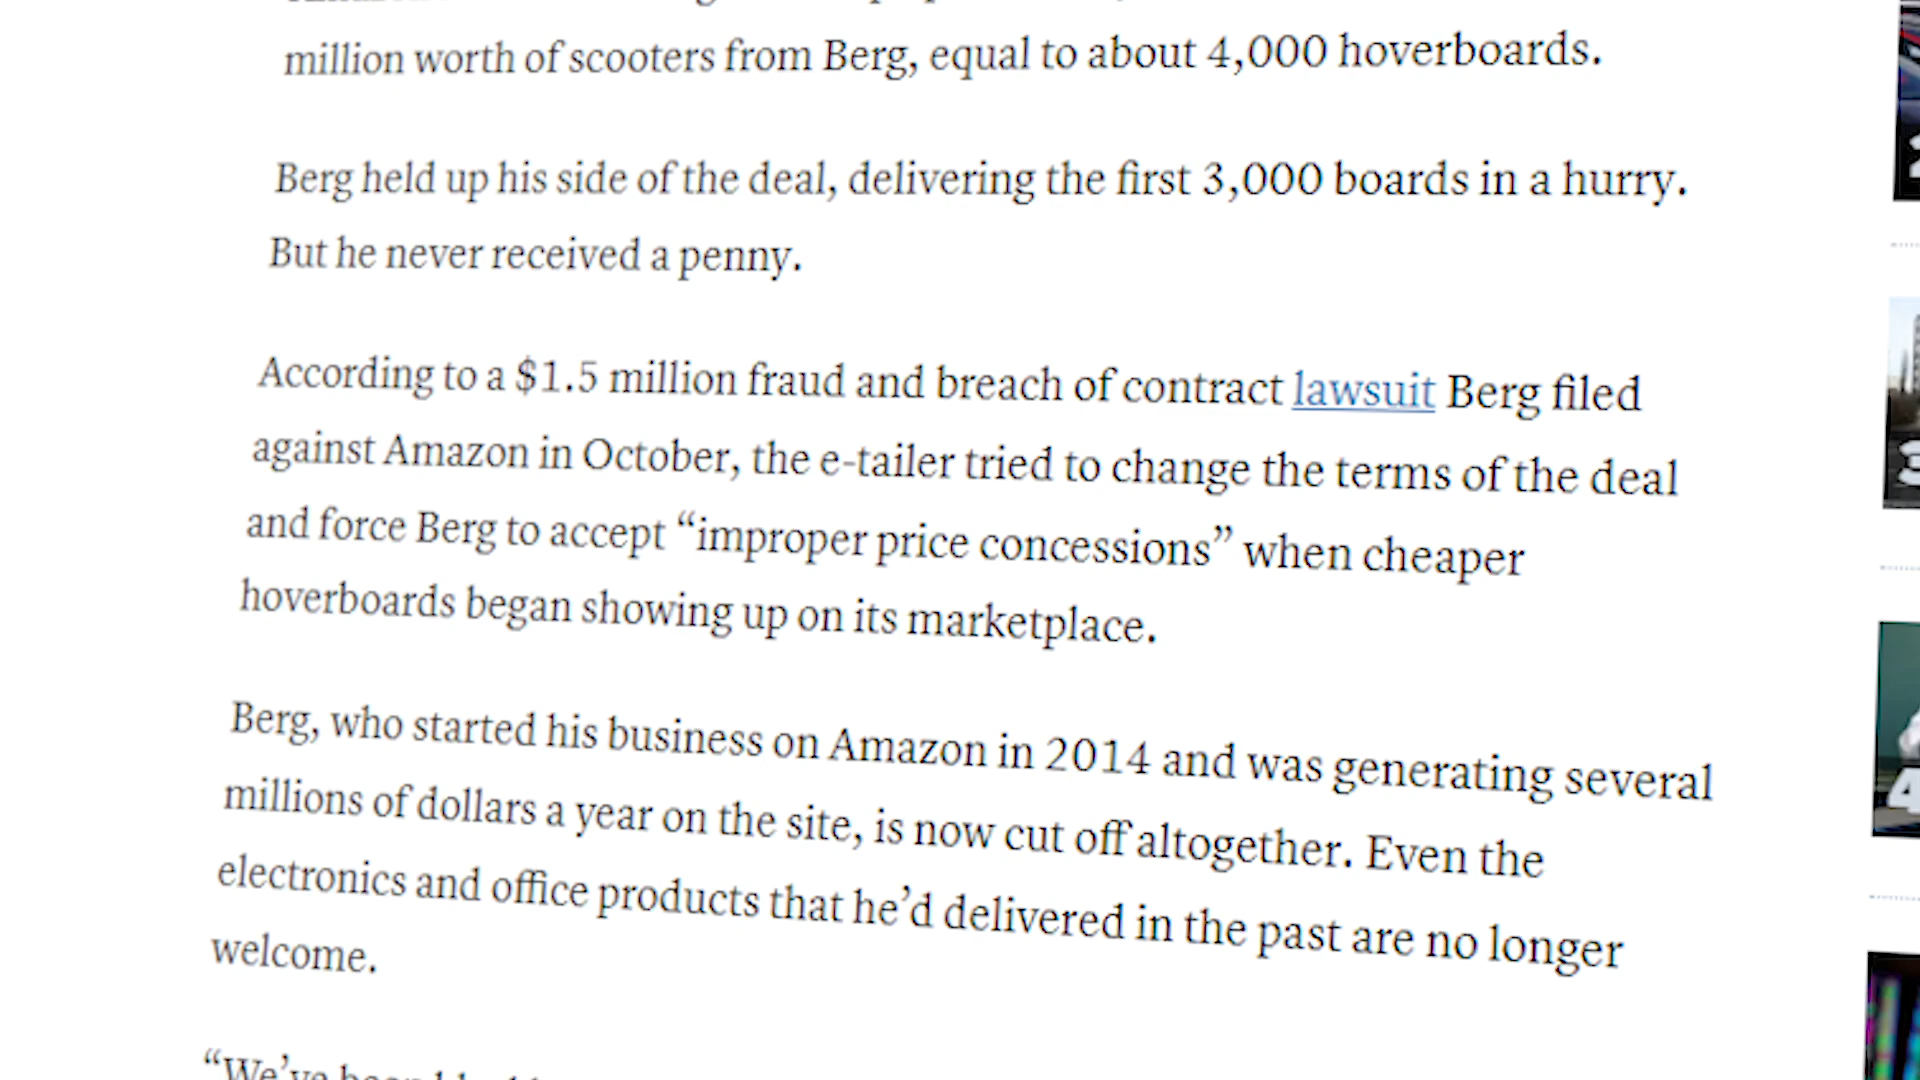 million worth of scooters from Berg, equal to about 4,000 hoverboards.
Berg held up his side of the deal, delivering the first 3,000 boards in a hurry.
But he never received a penny.
According to a $1.5 million fraud and breach of contract lawsuit Berg filed
against Amazon in October, the e-tailer tried to change the terms of the deal
and force Berg to accept “improper price concessions” when cheaper
hoverboards began showing up on its marketplace.
Berg, who started his business on Amazon in 2014 and was generating several
millions of dollars a year on the site, is now cut off altogether. Even the
electronics and office products that he’d delivered in the past are no longer
welcome.
“We’ve been
3
4